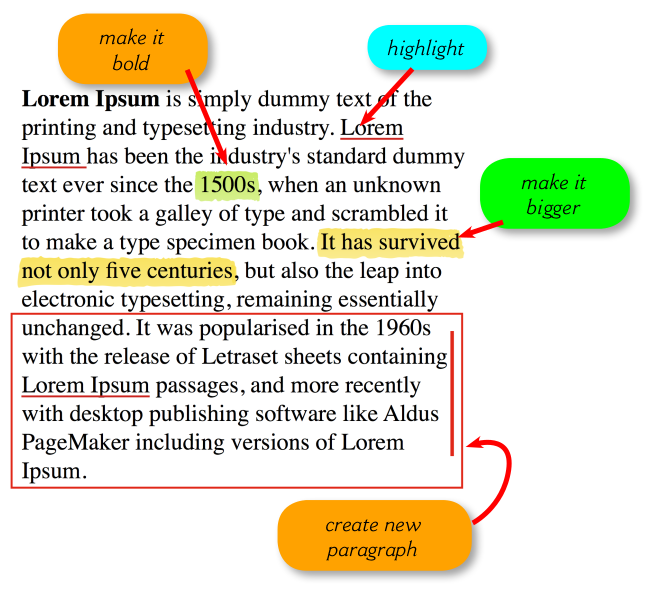 make it
bold
highlight
Lorem Ipsum is simply dummy text of the
printing and typesetting industry. Lorem
Ipsum has been the industry's standard dummy
text ever since the 1500s, when an unknown
printer took a galley of type and scrambled it
to make a type specimen book. It has survived
not only five centuries, but also the leap into
electronic typesetting, remaining essentially
unchanged. It was popularised in the 1960s
with the release of Letraset sheets containing
Lorem Ipsum passages, and more recently
with desktop publishing software like Aldus
PageMaker including versions of Lorem
Ipsum.
make it
bigger
create new
paragraph